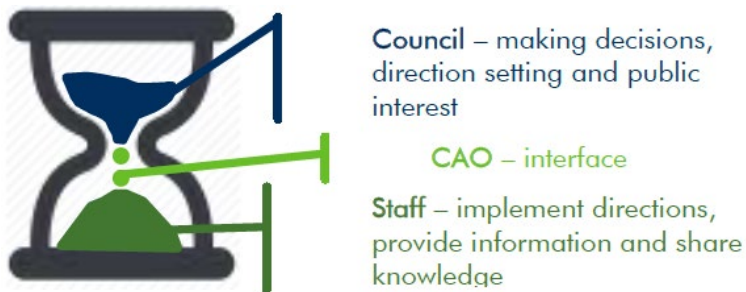 Council – making decisions,
direction setting and public
interest
CAO – interface
Staff – implement directions,
provide information and share
knowledge